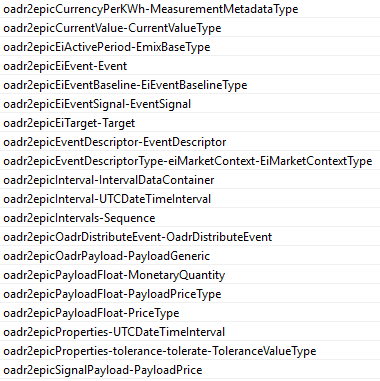 oadr2epicCurrencyPerKWh-MeasurementMetadataType
oadr2epicCurrentValue-CurrentValueType
oadr2epicEiActivePeriod-EmixBaseType
oadr2epicEiEvent-Event
oadr2epicEiEventBaseline-EiEventBaselineType
oadr2epicEiEventSignal-EventSignal
oadr2epicEiTarget-Target
oadr2epicEventDescriptor-EventDescriptor
oadr2epicEventDescriptorType-eiMarketContext-EiMarketContextType
oadr2epicInterval-IntervalDataContainer
oadr2epicInterval-UTCDateTimeInterval
oadr2epicIntervals-Sequence
oadr2epicOadrDistributeEvent-OadrDistributeEvent
oadr2epicOadrPayload-PayloadGeneric
oadr2epicPayloadFloat-MonetaryQuantity
oadr2epicPayloadFloat-PayloadPriceType
oadr2epicPayloadFloat-PriceType
oadr2epicProperties-UTCDateTimeInterval
oadr2epicProperties-tolerance-tolerate-ToleranceValueType
oadr2epicSignalPayload-PayloadPrice